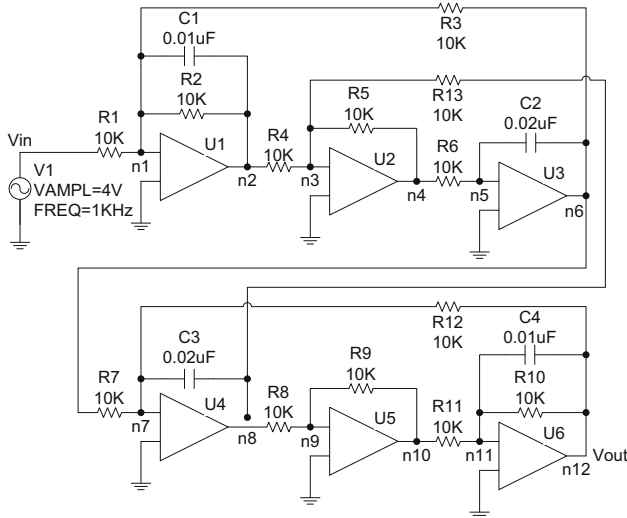 C1
0.01uF
R3
10K
R2
10K
R5
10K
R13
10K
C2
0.02uF
R1
10K
R4
10K
R6
10K
Vin
n1
U1
n2
n3
U2
n4
n5
U3
n6
V1
VAMPL=4V
FREQ=1KHz
C3
0.02uF
R12
10K
C4
0.01uF
R9
10K
R10
10K
R7
10K
R8
10K
R11
10K
n7
U4
n8
n9
U5
n10
n11
U6
n12
Vout